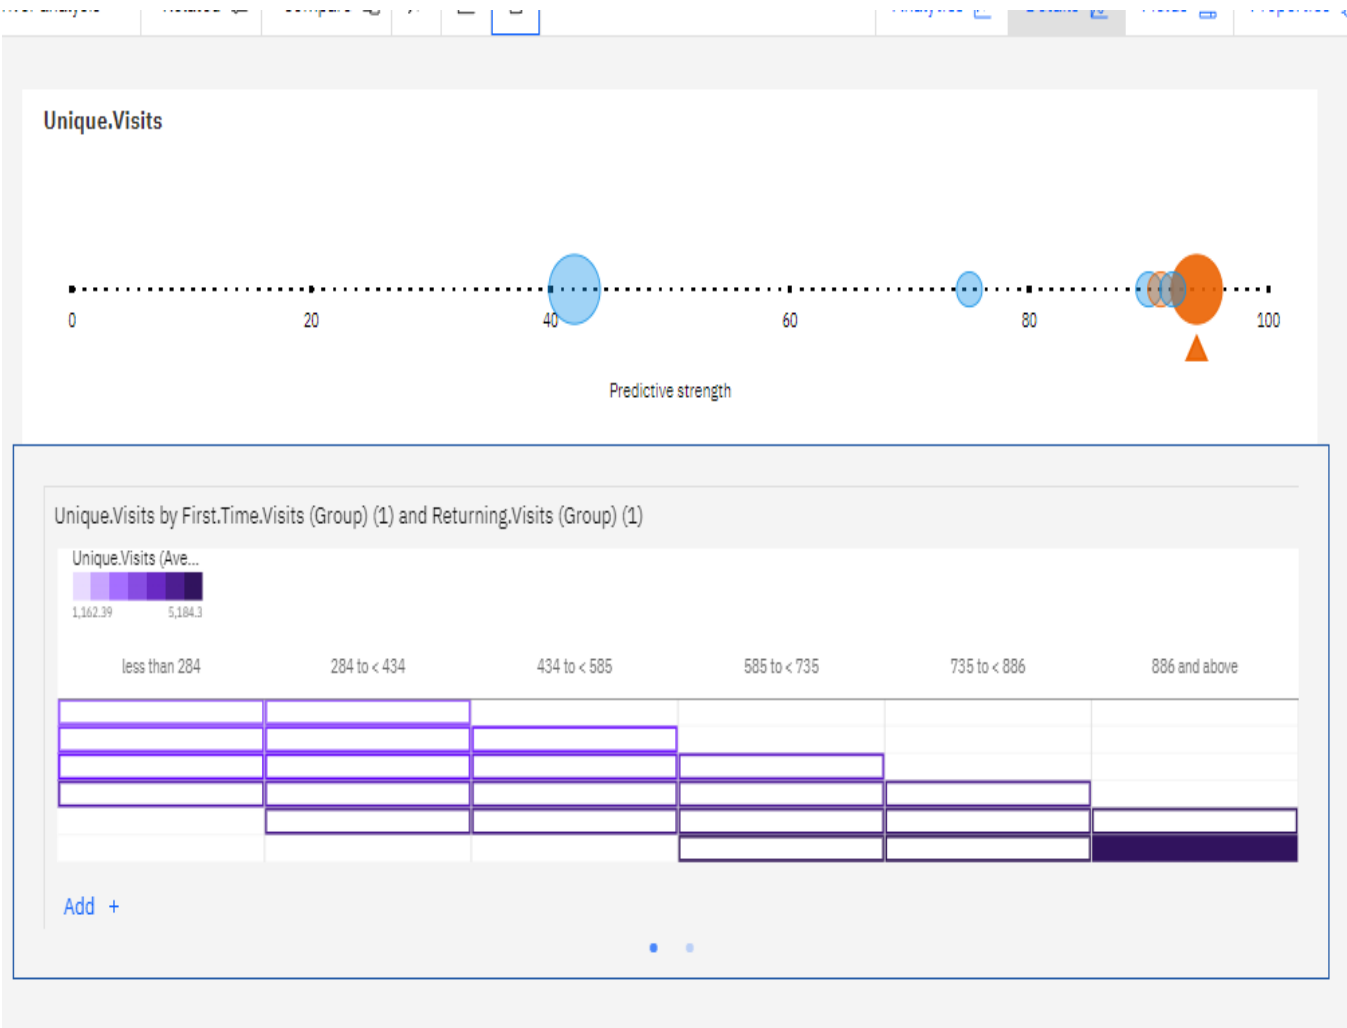 Unique.Visits
0 20 40 60 80 100
Predictive strength
Unique.Visits by First.Time.Visits (Group) (1) and Returning.Visits (Group) (1)
Unique.Visits (Ave...
1,162.39 5,184.3
less than 284 284 to < 434 434 to < 585 585 to < 735 735 to < 886 886 and above
Add +